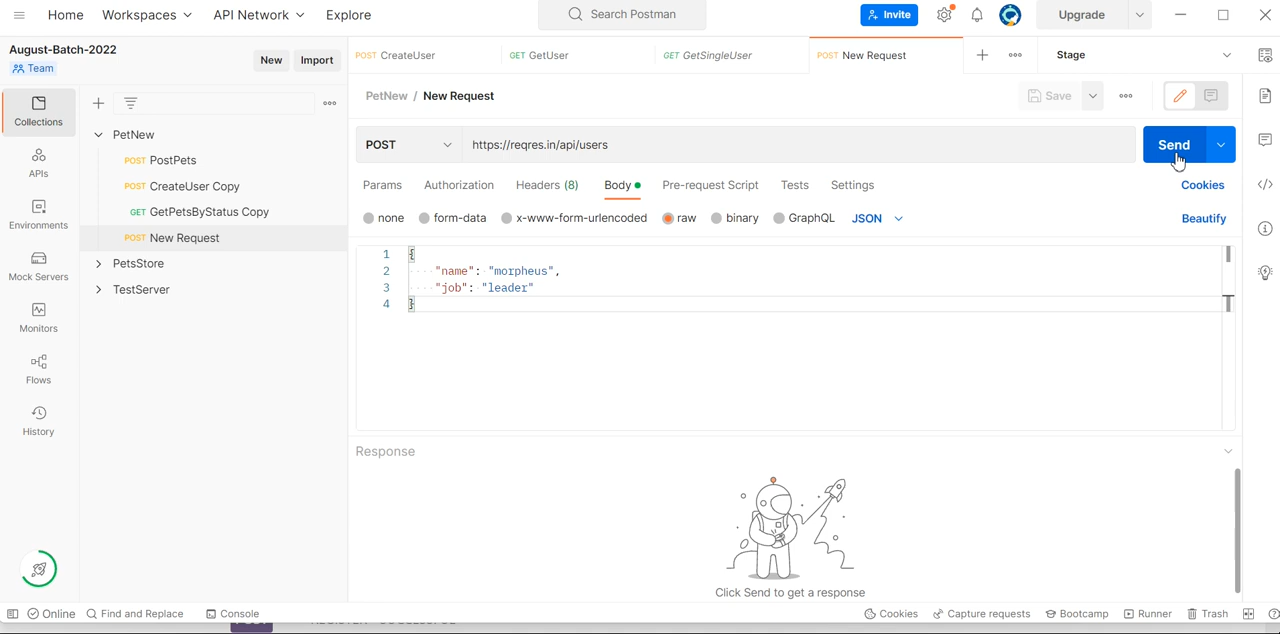 Home Workspaces API Network Explore Search Postman Invite Upgrade
August-Batch-2022
Team
New Import
POST CreateUser GET GetUser GET GetSingleUser POST New Request Stage
PetNew / New Request Save
Collections
APIs
Environments
Mock Servers
Monitors
Flows
History
PetNew
POST PostPets
POST CreateUser Copy
GET GetPetsByStatus Copy
POST New Request
PetsStore
TestServer
POST https://reqres.in/api/users Send
Params Authorization Headers (8) Body Pre-request Script Tests Settings Cookies
none form-data x-www-form-urlencoded raw binary GraphQL JSON Beautify
1 {
2 "name": "morpheus",
3 "job": "leader"
4 }
Response
Click Send to get a response
Online Find and Replace Console Cookies Capture requests Bootcamp Runner Trash